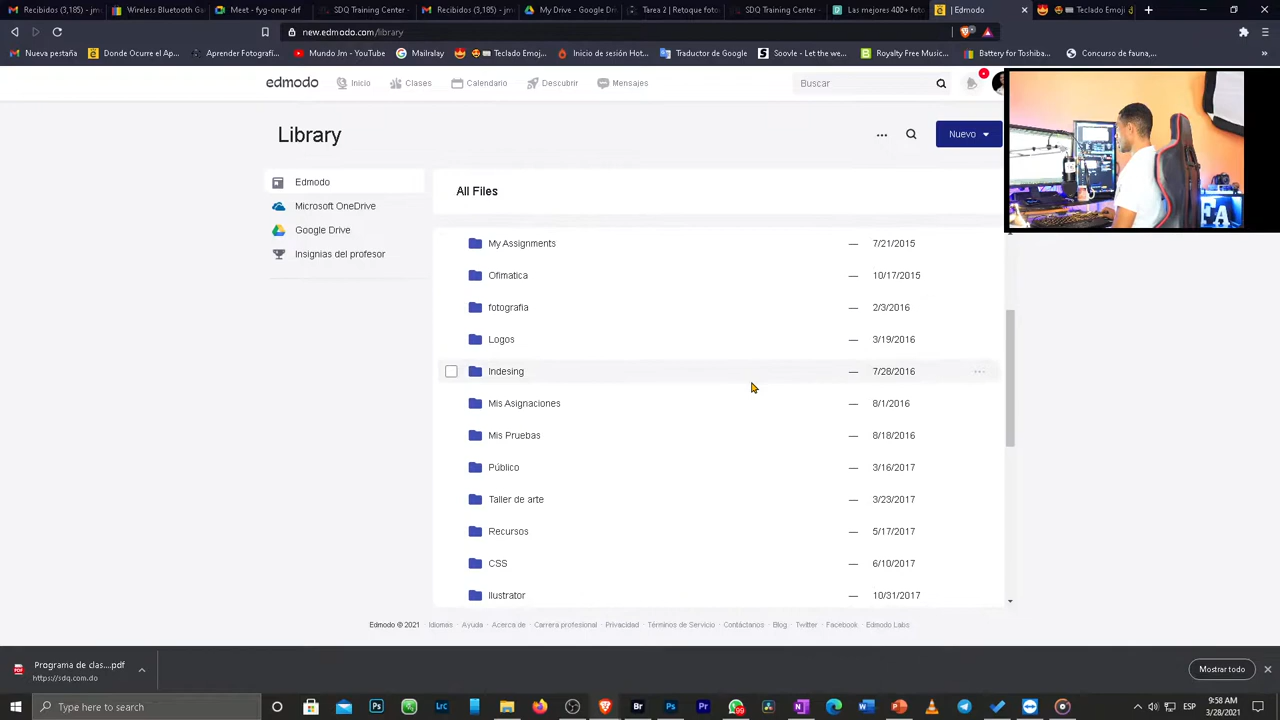 Recibidos (3,185) - jm
Wireless Bluetooth Ga
Meet - fyg-onqr-drf
SDQ Training Center -
Recibidos (3,185) - jm
My Drive - Google Dri
Tarea 2 | Retoque foto
SDQ Training Center -
Las mejores 400+ foto
| Edmodo
Teclado Emoji
new.edmodo.com/library
Nueva pestaña
Donde Ocurre el Ap...
Aprender Fotografi...
Mundo Jm - YouTube
Mailralay
Teclado Emoji...
Inicio de sesión Hot...
Traductor de Google
Soovle - Let the we...
Royalty Free Music...
Battery for Toshiba...
Concurso de fauna,...
edmodo
Inicio
Clases
Calendario
Descubrir
Mensajes
Buscar
Library
Nuevo
Edmodo
Microsoft OneDrive
Google Drive
Insignias del profesor
All Files
My Assignments — 7/21/2015
Ofimatica — 10/17/2015
fotografia — 2/3/2016
Logos — 3/19/2016
Indesing — 7/28/2016
Mis Asignaciones — 8/1/2016
Mis Pruebas — 8/18/2016
Público — 3/16/2017
Taller de arte — 3/23/2017
Recursos — 5/17/2017
CSS — 6/10/2017
Ilustrator — 10/31/2017
FA
Edmodo © 2021 Idiomas · Ayuda · Acerca de · Carrera profesional · Privacidad · Términos de Servicio · Contáctanos · Blog · Twitter · Facebook · Edmodo Labs
Programa de clas....pdf
https://sdq.com.do
Mostrar todo
Type here to search
ESP
9:58 AM
3/28/2021